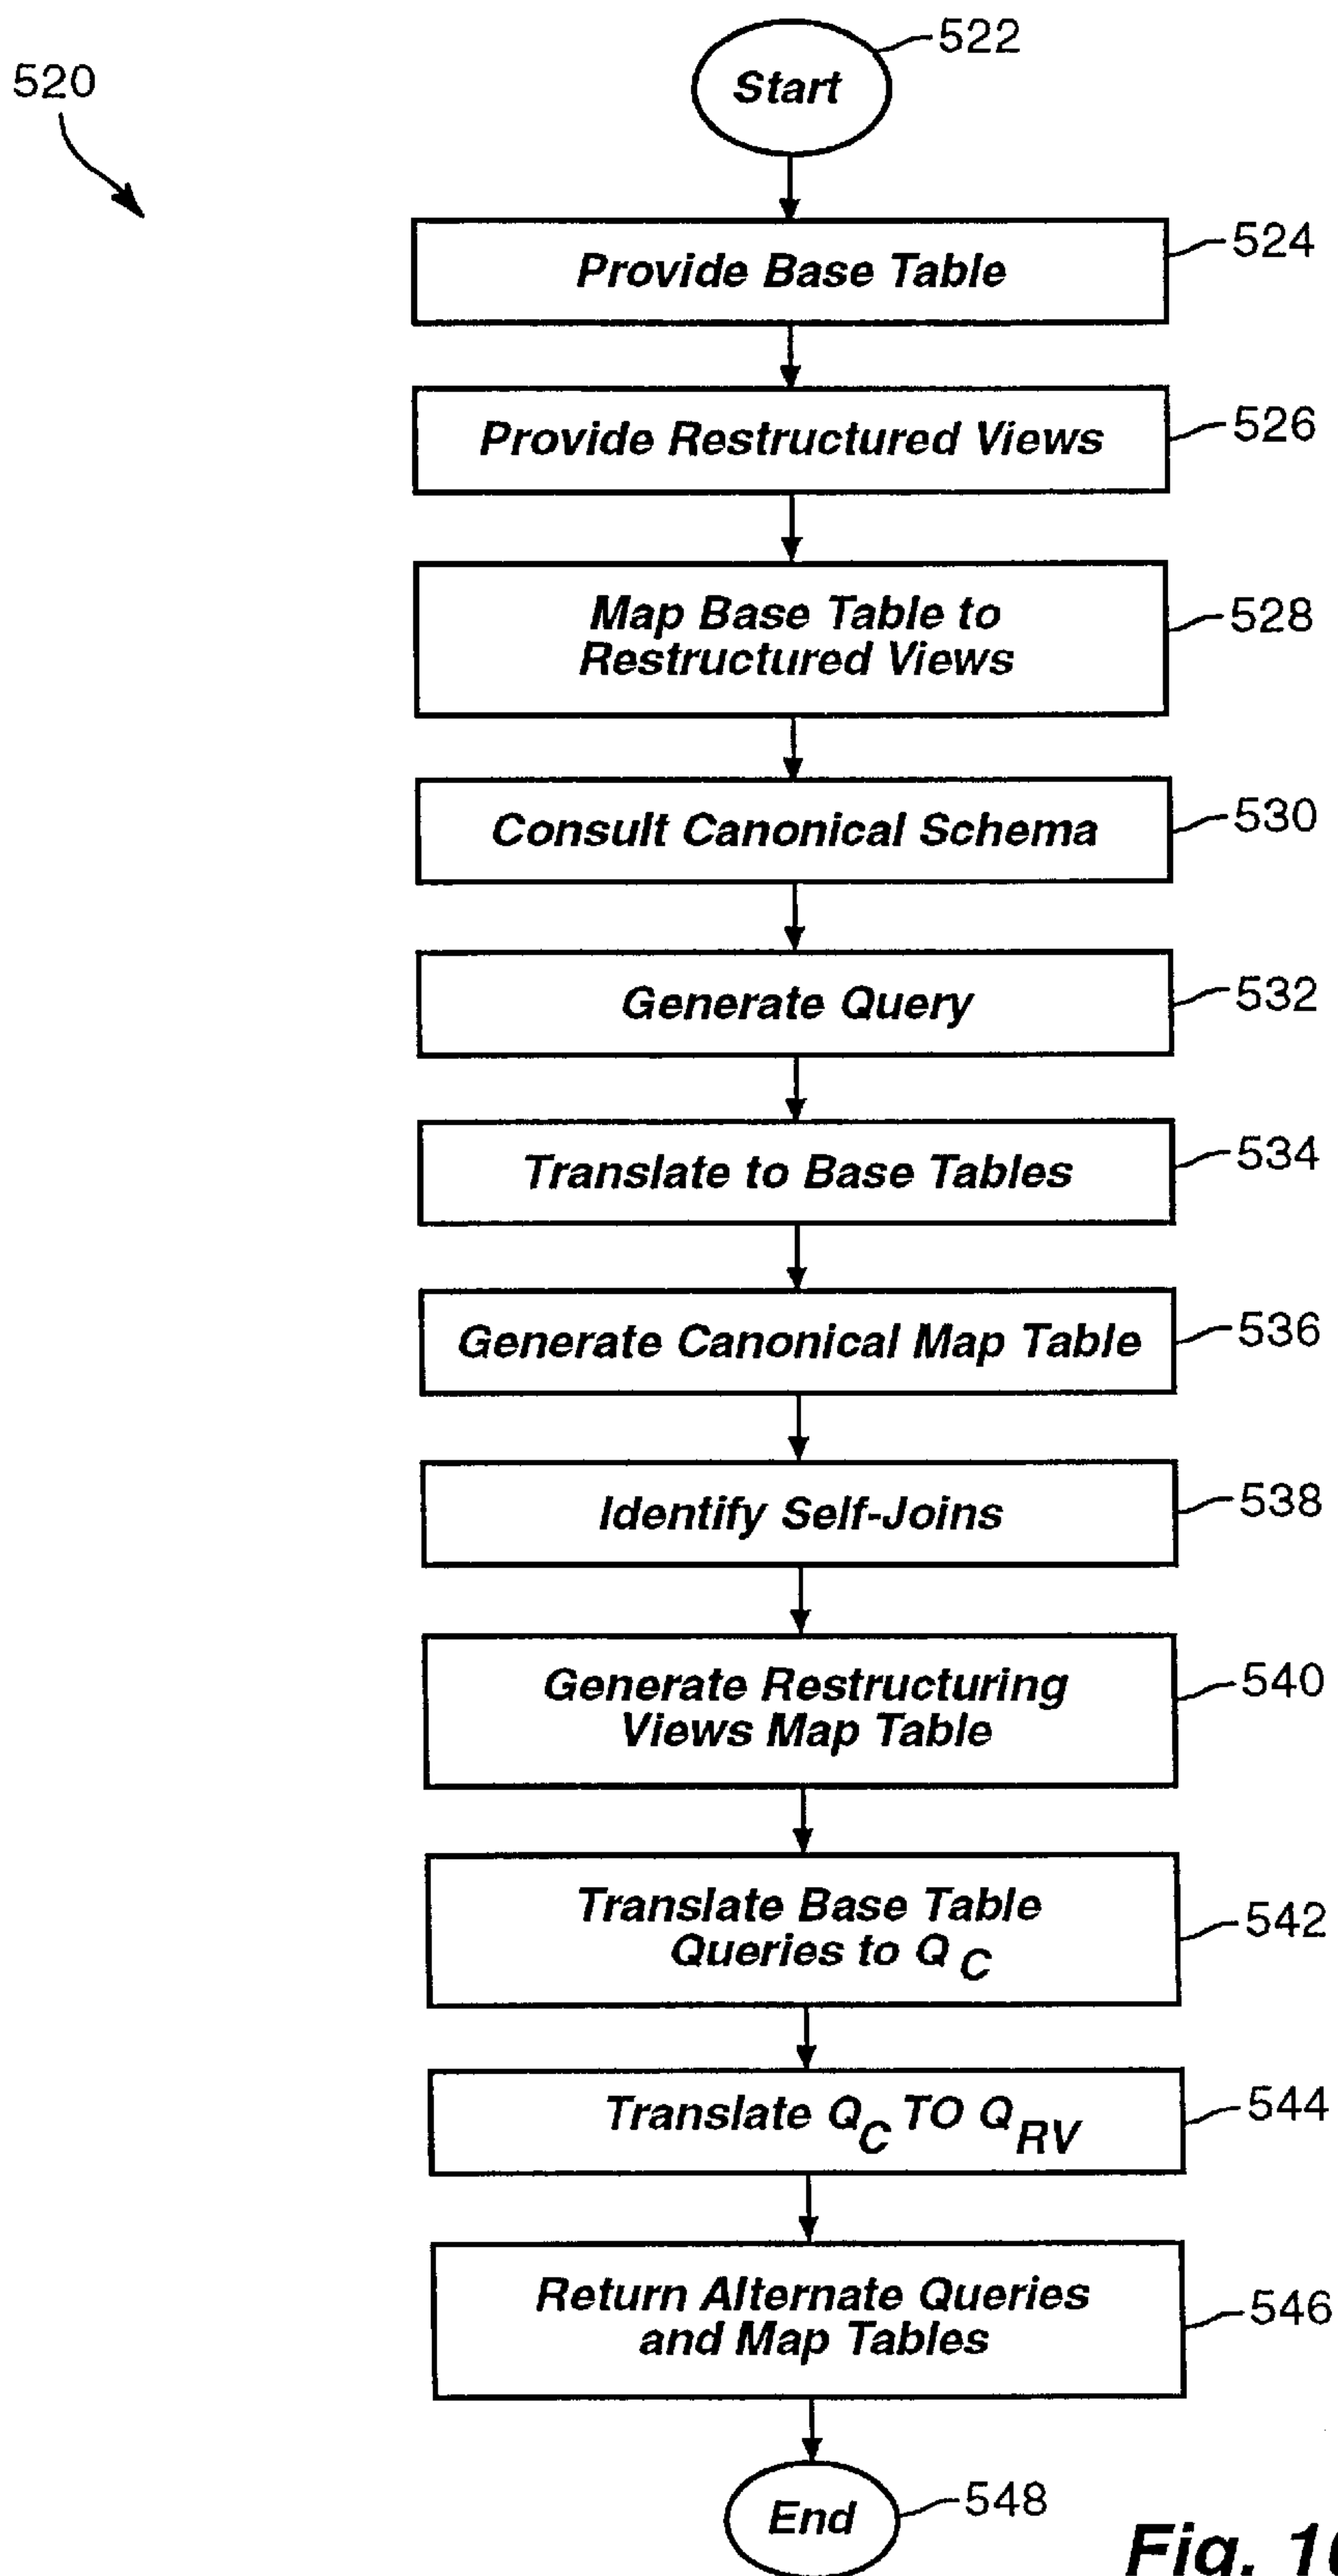 522
520
Start
524
Provide Base Table
526
Provide Restructured Views
528
Map Base Table to
Restructured Views
530
Consult Canonical Schema
532
Generate Query
534
Translate to Base Tables
536
Generate Canonical Map Table
538
Identify Self-Joins
540
Generate Restructuring
Views Map Table
542
Translate Base Table
Queries to Q C
544
Translate QC TO QRV
546
Return Alternate Queries
and Map Tables
548
End
Fig.